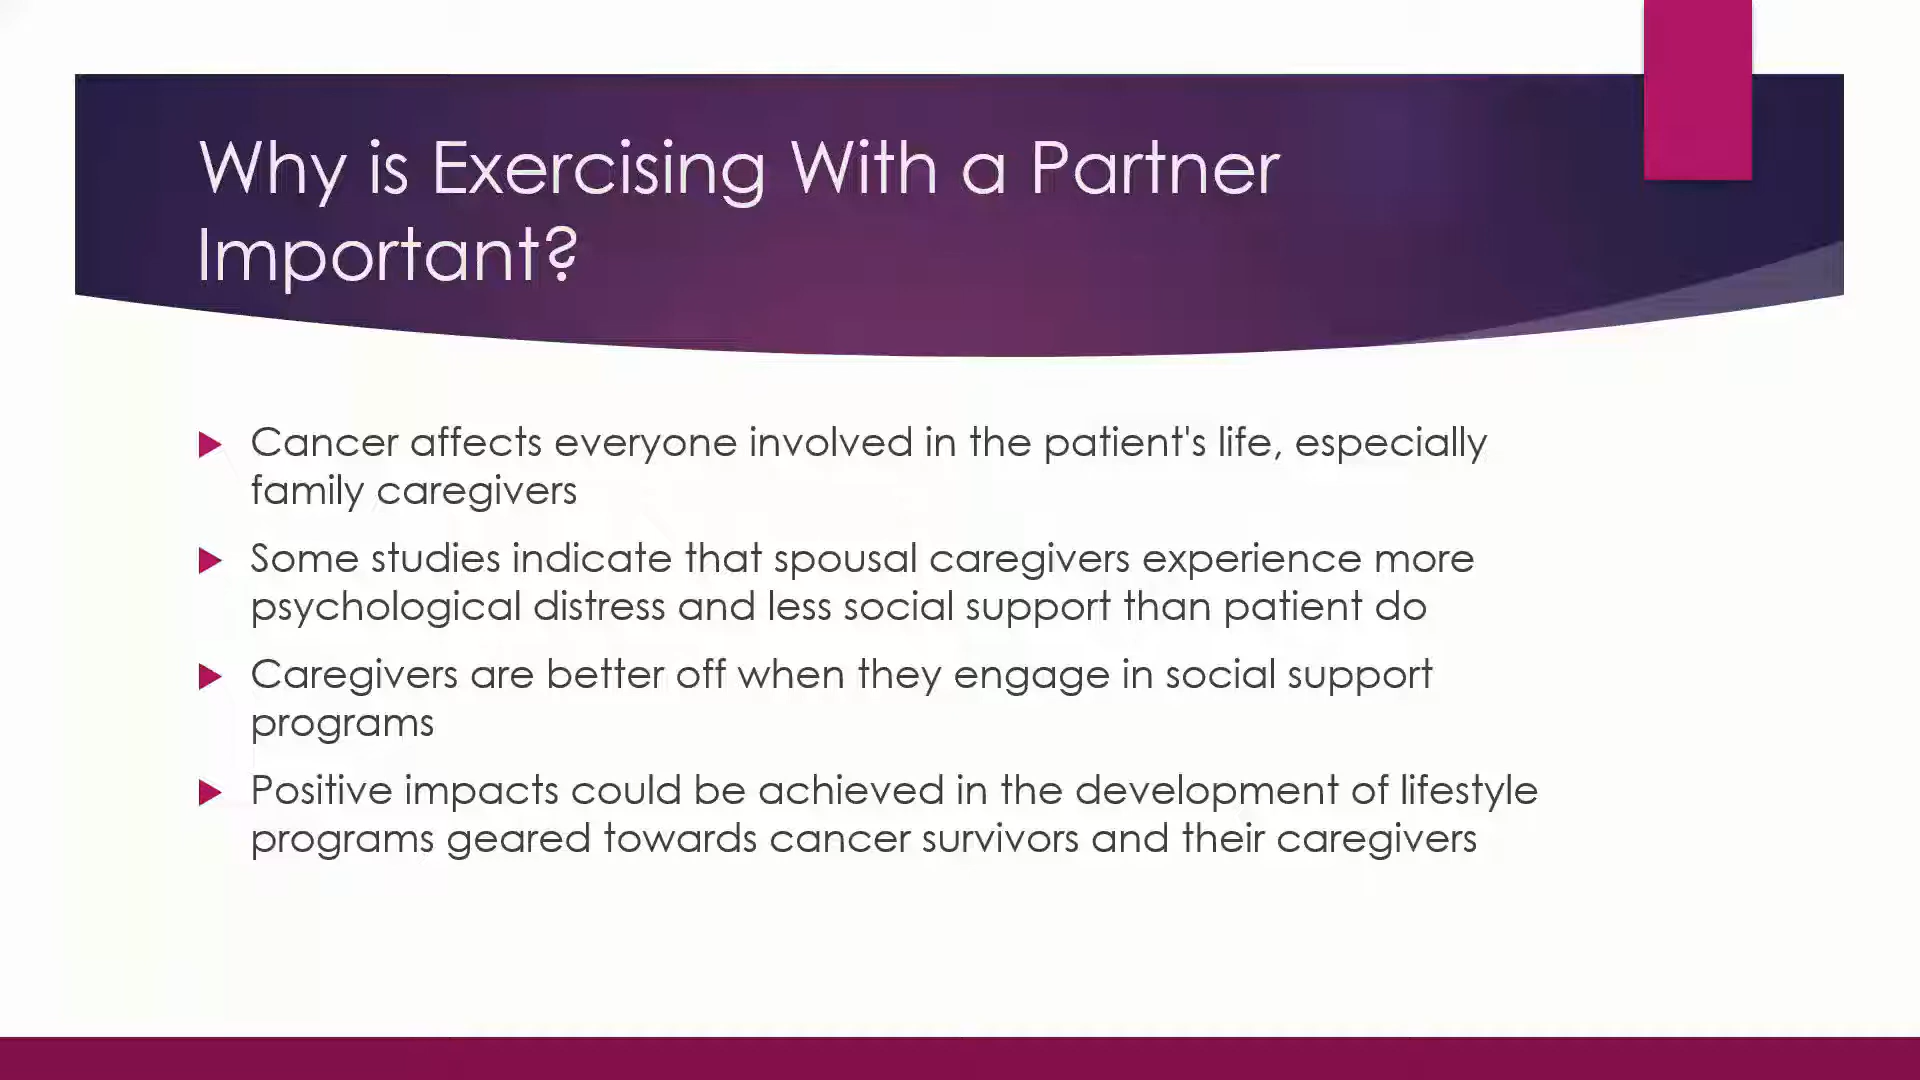 Why is Exercising With a Partner
Important?
Cancer affects everyone involved in the patient's life, especially
family caregivers
Some studies indicate that spousal caregivers experience more
psychological distress and less social support than patient do
Caregivers are better off when they engage in social support
programs
Positive impacts could be achieved in the development of lifestyle
programs geared towards cancer survivors and their caregivers